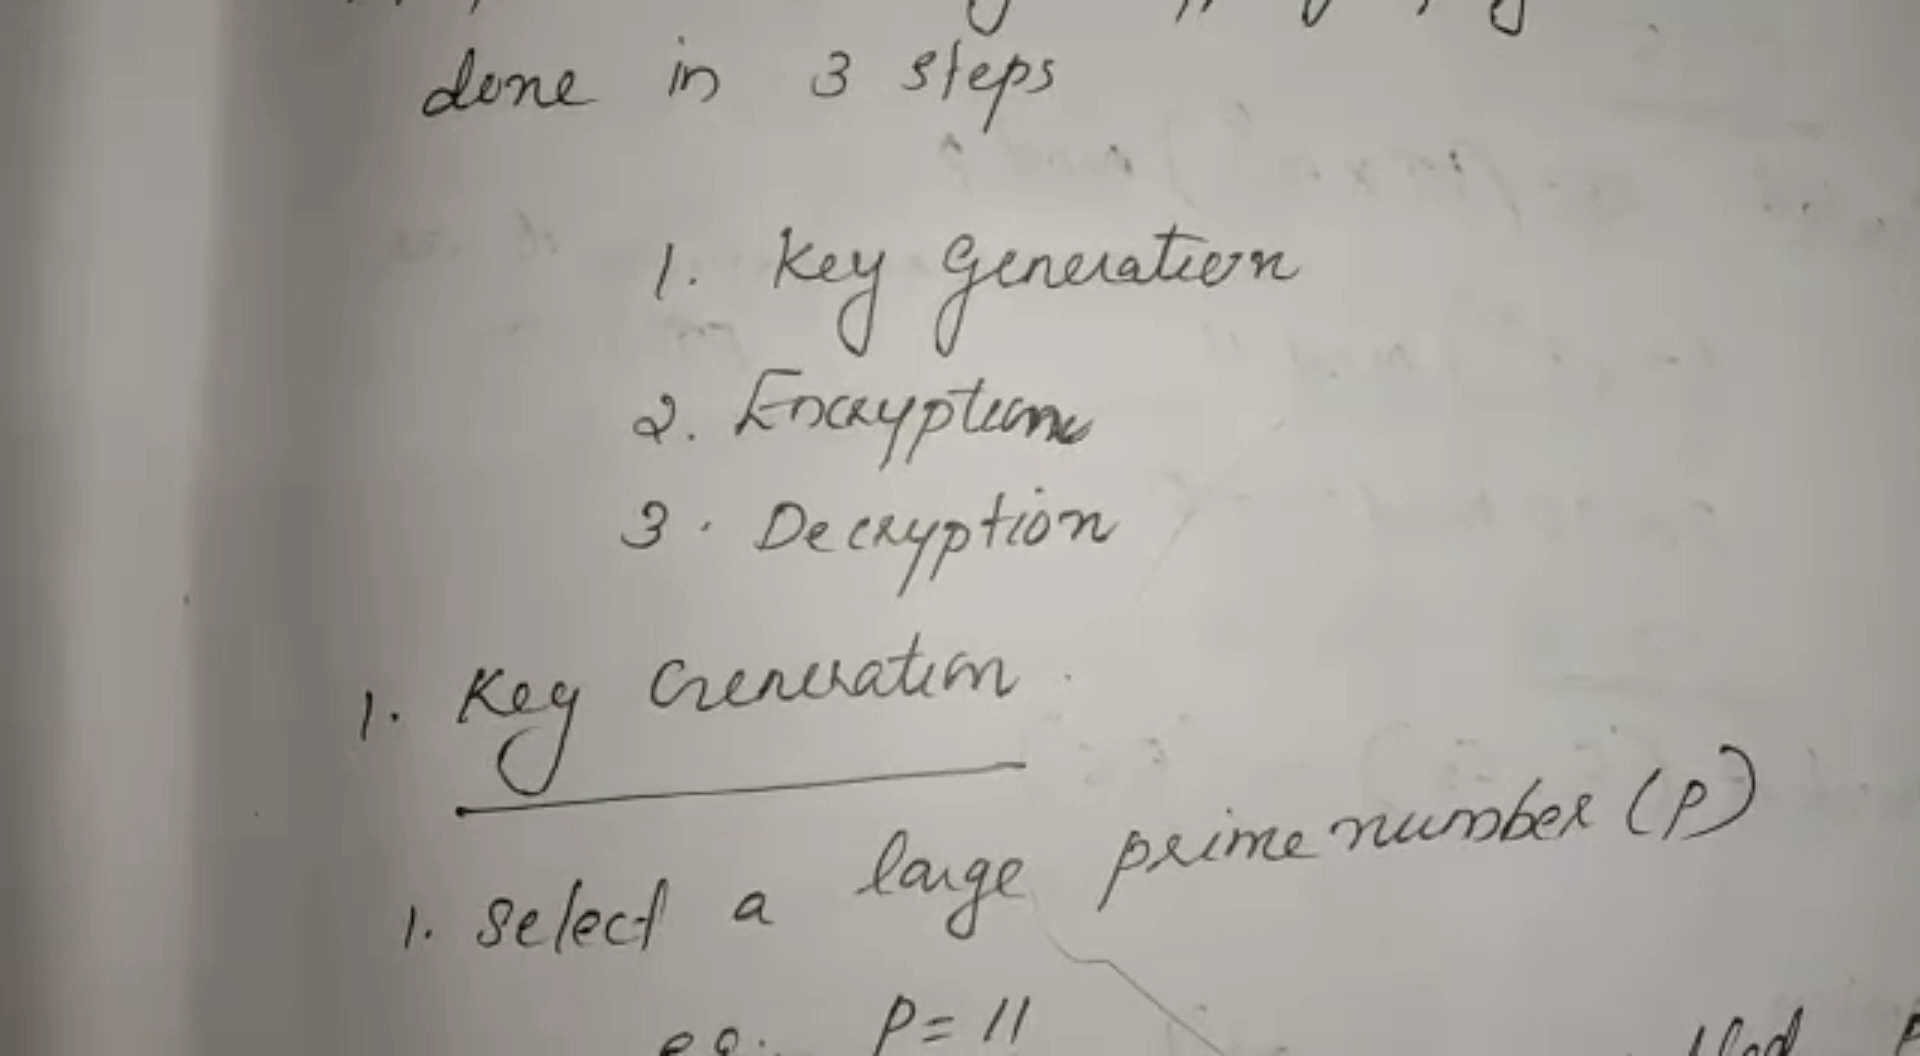 done in 3 steps
1. Key Generation
2. Encryption
3. Decryption
1. Key Generation
1. Select a large prime number (P)
eg. P = 11